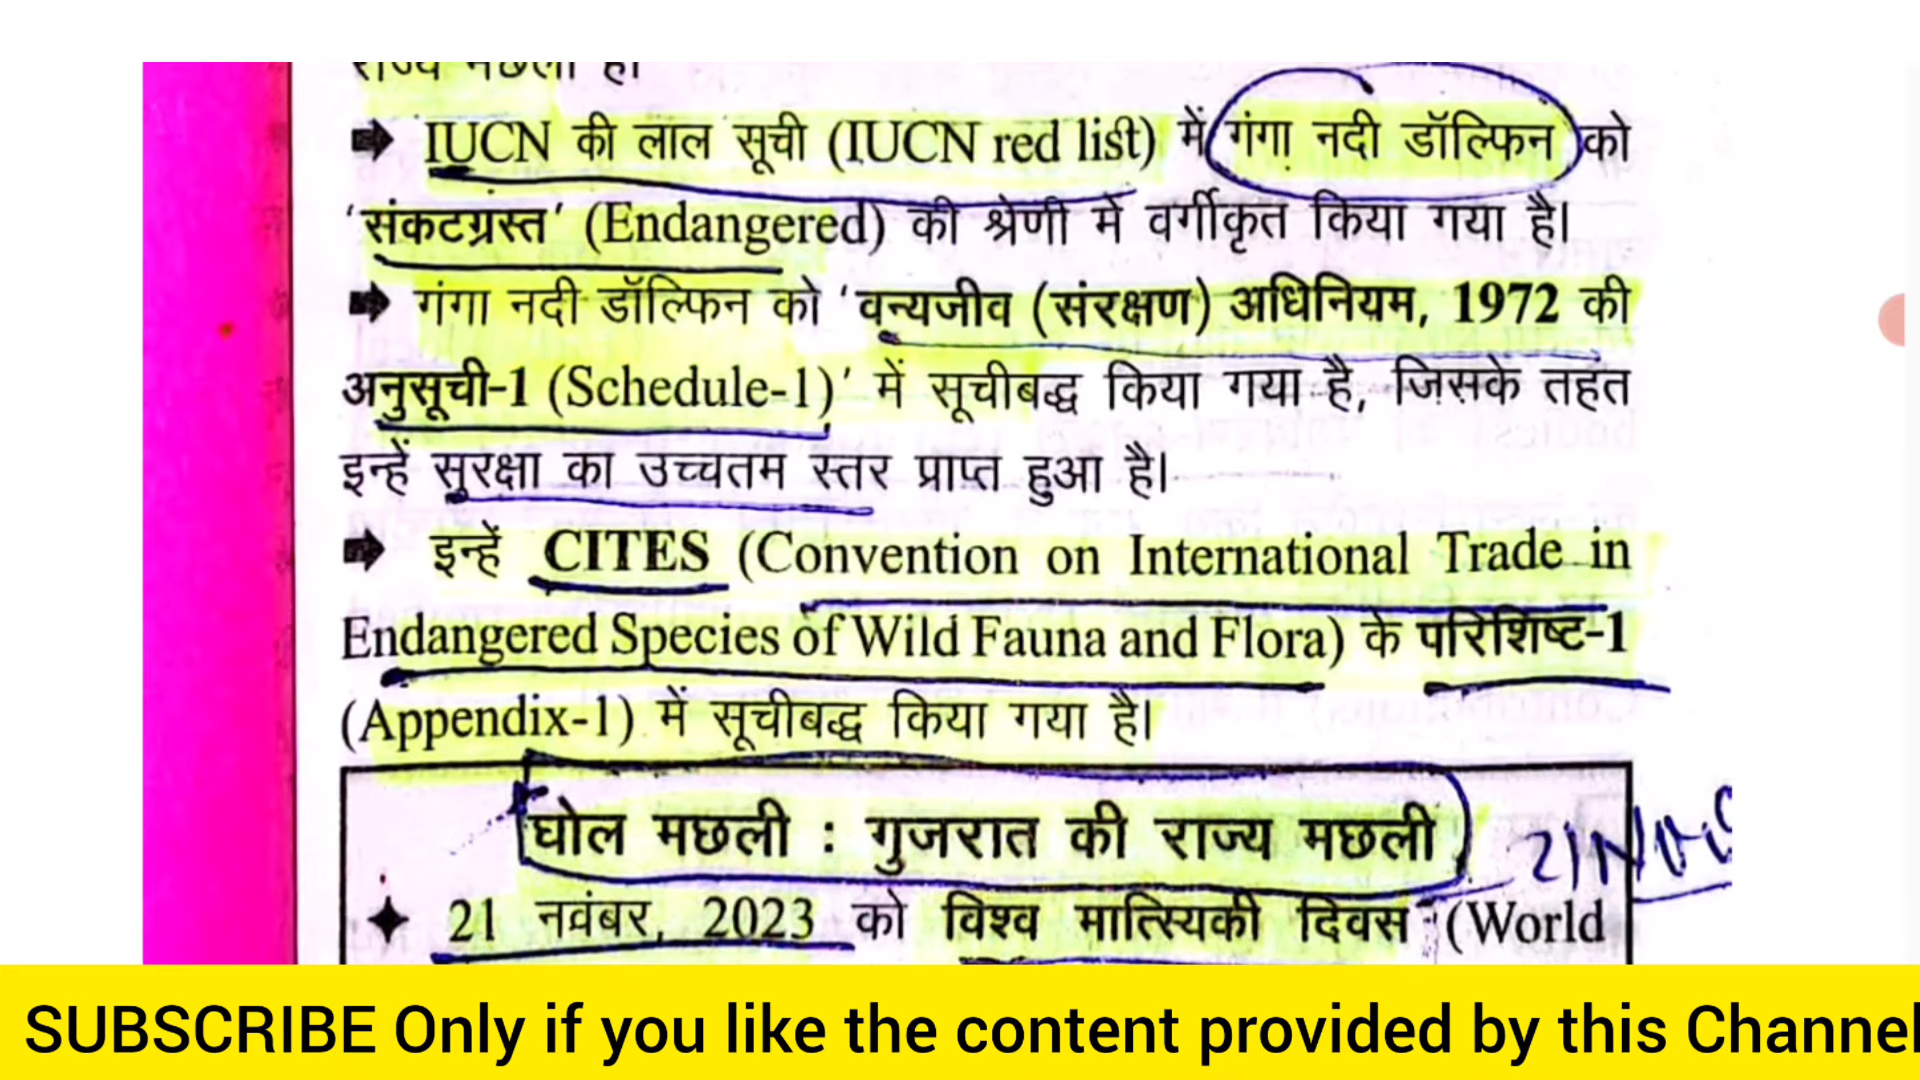 राज्य मछली है।
➡ IUCN की लाल सूची (IUCN red list) में गंगा नदी डॉल्फिन को
‘संकटग्रस्त’ (Endangered) की श्रेणी में वर्गीकृत किया गया है।
➡ गंगा नदी डॉल्फिन को ‘वन्यजीव (संरक्षण) अधिनियम, 1972 की
अनुसूची-1 (Schedule-1)’ में सूचीबद्ध किया गया है, जिसके तहत
इन्हें सुरक्षा का उच्चतम स्तर प्राप्त हुआ है।
➡ इन्हें CITES (Convention on International Trade in
Endangered Species of Wild Fauna and Flora) के परिशिष्ट-1
(Appendix-1) में सूचीबद्ध किया गया है।
घोल मछली : गुजरात की राज्य मछली
21 Nov
✦ 21 नवंबर, 2023 को विश्व मात्स्यिकी दिवस (World
SUBSCRIBE Only if you like the content provided by this Channel